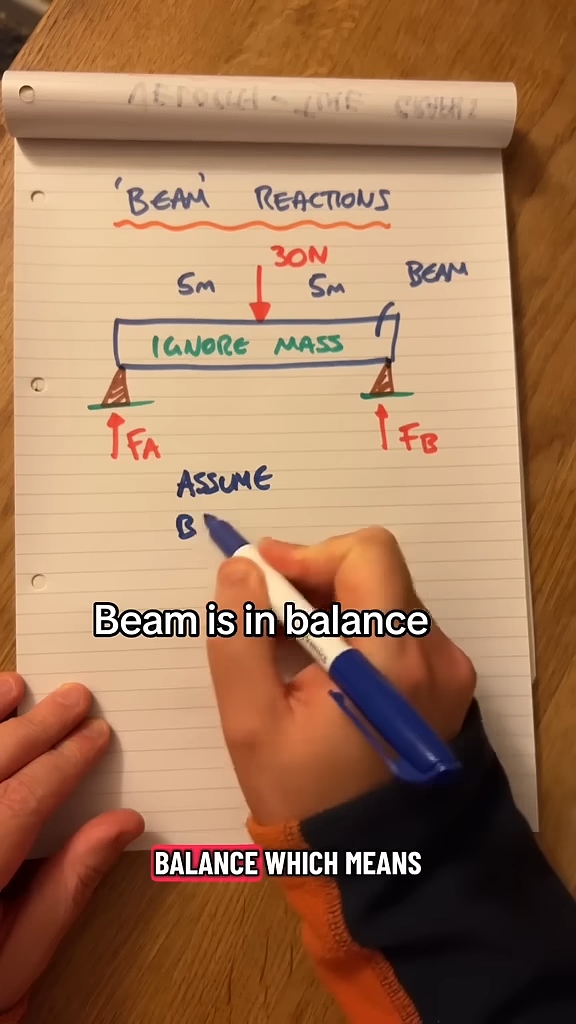 'BEAM' REACTIONS
30N
5m 5m BEAM
IGNORE MASS
FA FB
ASSUME
B
Beam is in balance
BALANCE WHICH MEANS